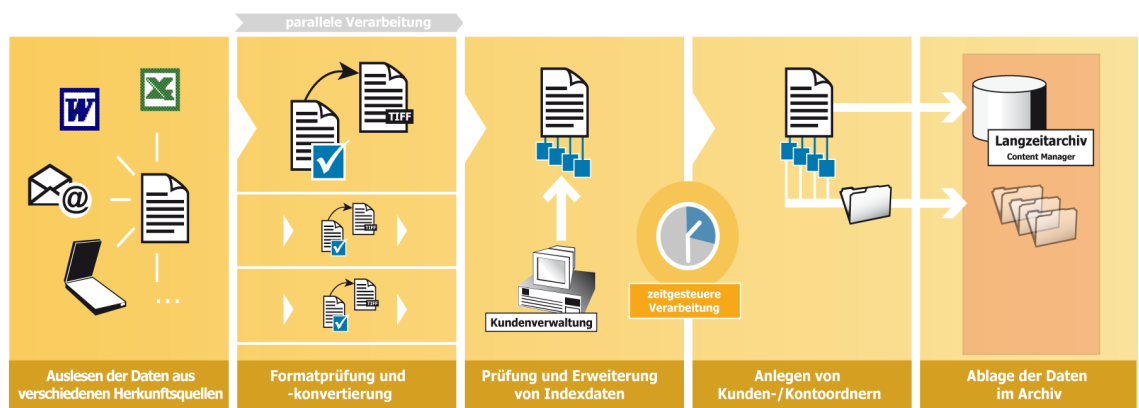 parallele Verarbeitung
W
X
@
...
TIFF
TIFF
TIFF
Kundenverwaltung
zeitgesteuere
Verarbeitung
Langzeitarchiv
Content Manager
Auslesen der Daten aus
verschiedenen Herkunftsquellen
Formatprüfung und
-konvertierung
Prüfung und Erweiterung
von Indexdaten
Anlegen von
Kunden-/Kontoordnern
Ablage der Daten
im Archiv